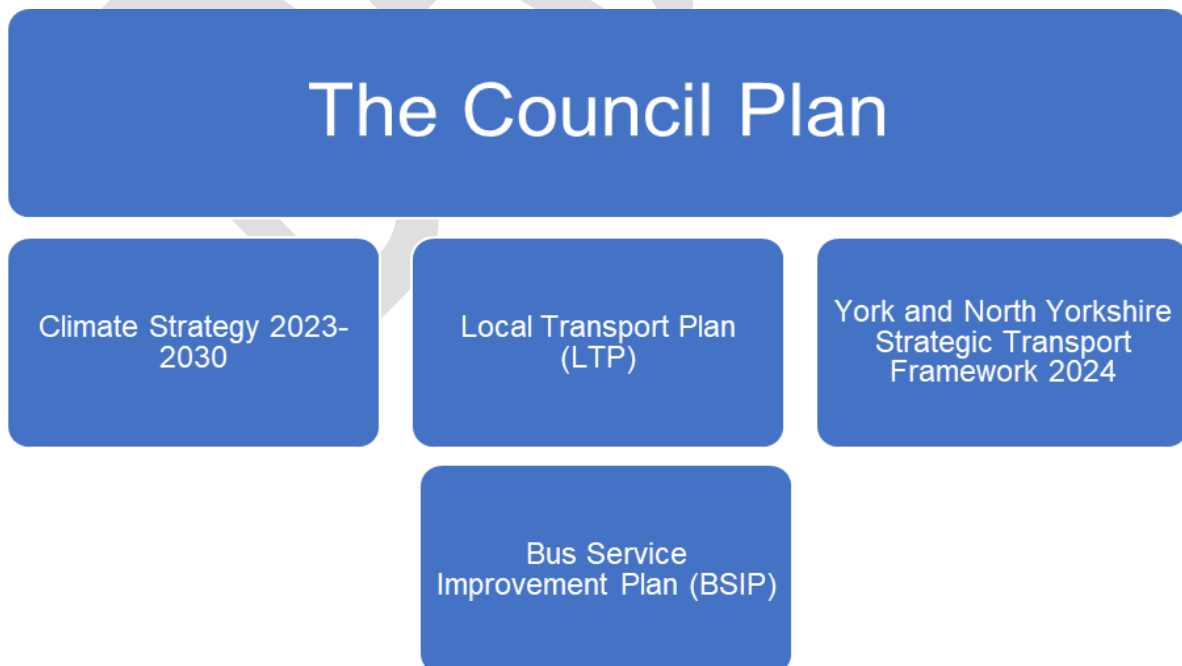 The Council Plan
Climate Strategy 2023-
2030
Local Transport Plan
(LTP)
York and North Yorkshire
Strategic Transport
Framework 2024
Bus Service
Improvement Plan (BSIP)